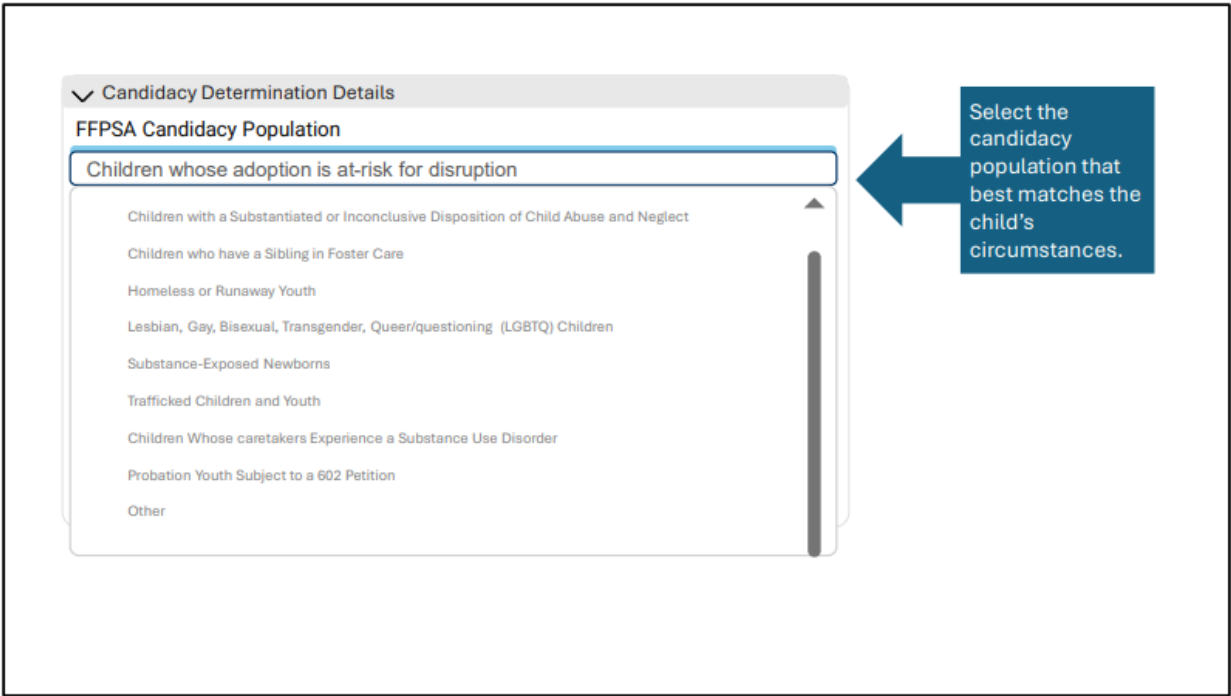 Candidacy Determination Details
FFPSA Candidacy Population
Children whose adoption is at-risk for disruption
Children with a Substantiated or Inconclusive Disposition of Child Abuse and Neglect
Children who have a Sibling in Foster Care
Homeless or Runaway Youth
Lesbian, Gay, Bisexual, Transgender, Queer/questioning (LGBTQ) Children
Substance-Exposed Newborns
Trafficked Children and Youth
Children Whose caretakers Experience a Substance Use Disorder
Probation Youth Subject to a 602 Petition
Other
Select the
candidacy
population that
best matches the
child's
circumstances.